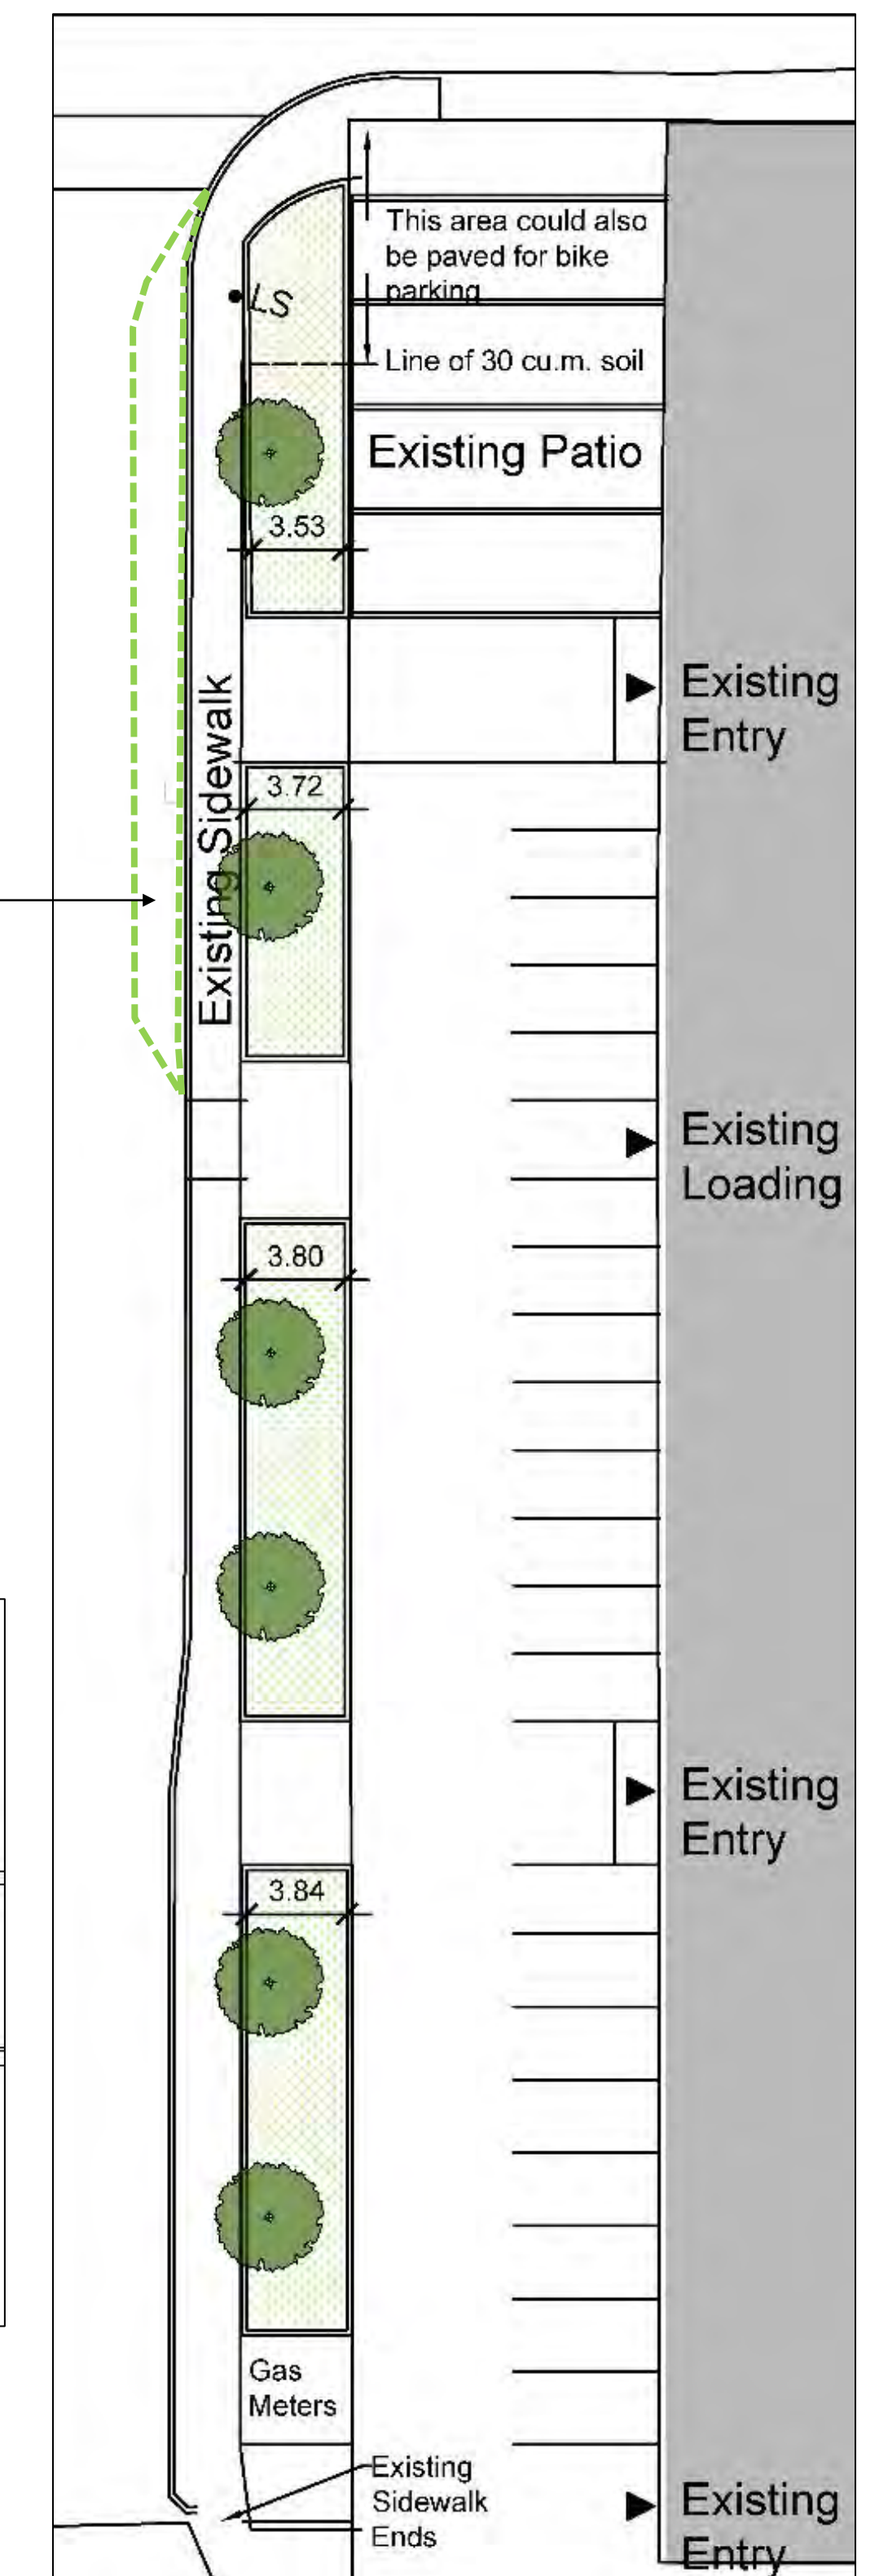 This area could also
be paved for bike
parking
LS
Line of 30 cu.m. soil
Existing Patio
3.53
Existing
Entry
Existing Sidewalk
3.72
Existing
Loading
3.80
Existing
Entry
3.84
Gas
Meters
Existing
Sidewalk
Ends
Existing
Entry